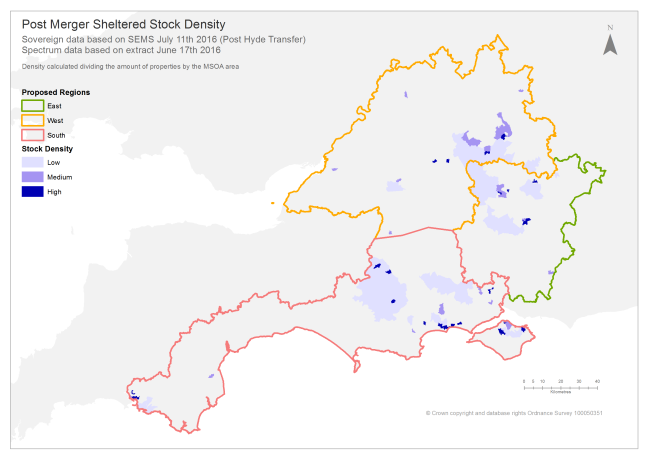 Post Merger Sheltered Stock Density
Sovereign data based on SEMS July 11th 2016 (Post Hyde Transfer)
Spectrum data based on extract June 17th 2016
Density calculated dividing the amount of properties by the MSOA area
N
Proposed Regions
East
West
South
Stock Density
Low
Medium
High
0 5 10 20 30 40
Kilometres
© Crown copyright and database rights Ordnance Survey 100050351